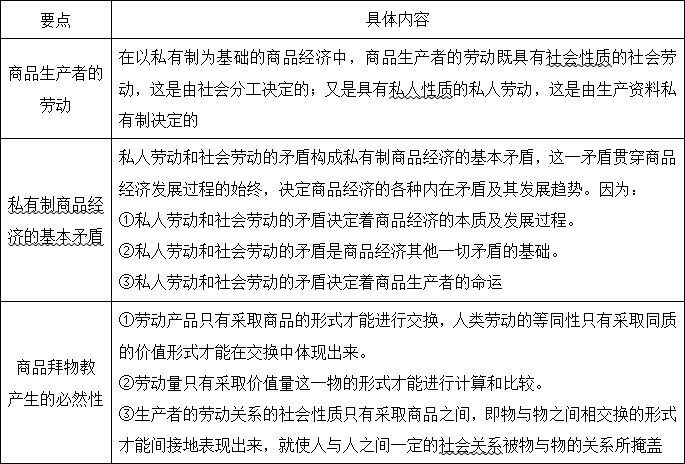 要点
具体内容
商品生产者的
劳动
在以私有制为基础的商品经济中，商品生产者的劳动既具有社会性质的社会劳
动，这是由社会分工决定的；又是具有私人性质的私人劳动，这是由生产资料私
有制决定的
私有制商品经
济的基本矛盾
私人劳动和社会劳动的矛盾构成私有制商品经济的基本矛盾，这一矛盾贯穿商品
经济发展过程的始终，决定商品经济的各种内在矛盾及其发展趋势。因为：
①私人劳动和社会劳动的矛盾决定着商品经济的本质及发展过程。
②私人劳动和社会劳动的矛盾是商品经济其他一切矛盾的基础。
③私人劳动和社会劳动的矛盾决定着商品生产者的命运
商品拜物教
产生的必然性
①劳动产品只有采取商品的形式才能进行交换，人类劳动的等同性只有采取同质
的价值形式才能在交换中体现出来。
②劳动量只有采取价值量这一物的形式才能进行计算和比较。
③生产者的劳动关系的社会性质只有采取商品之间，即物与物之间相交换的形式
才能间接地表现出来，就使人与人之间一定的社会关系被物与物的关系所掩盖